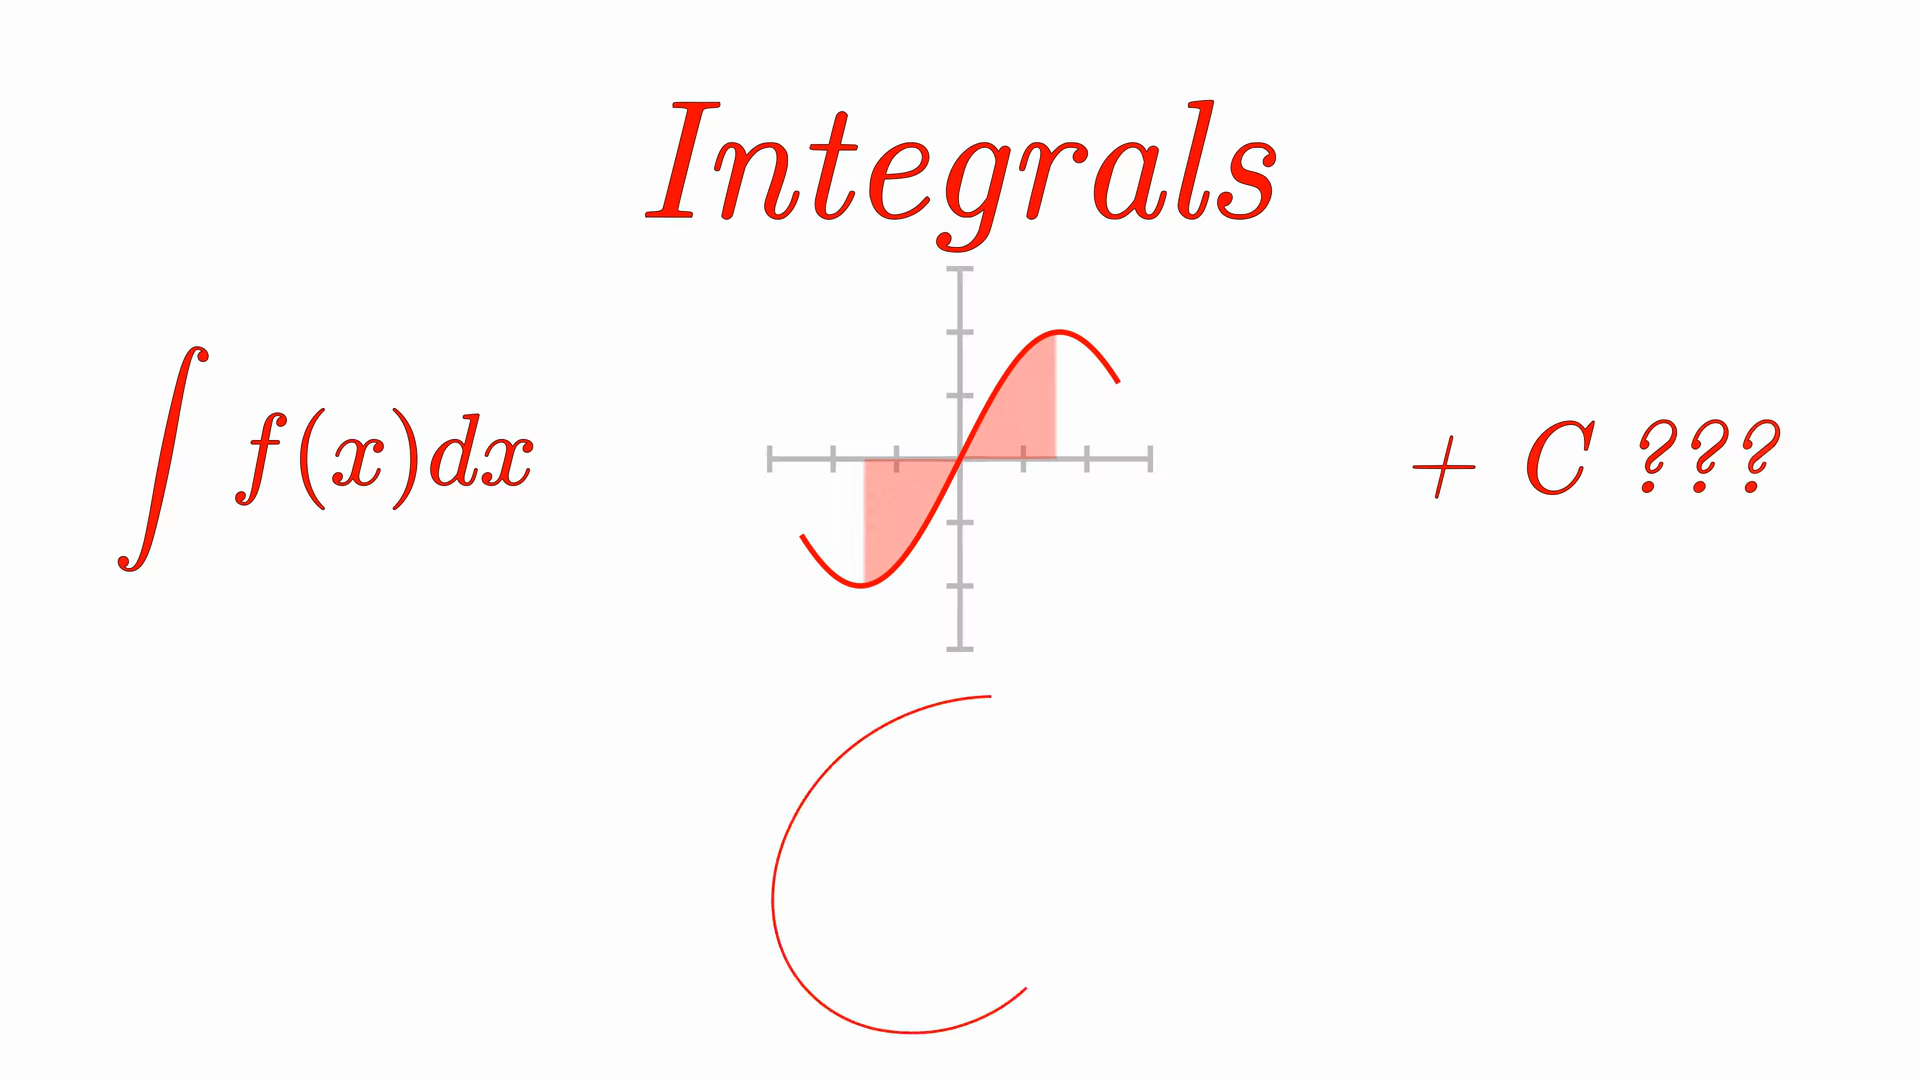 Integrals
∫ f(x)dx
+ C ???